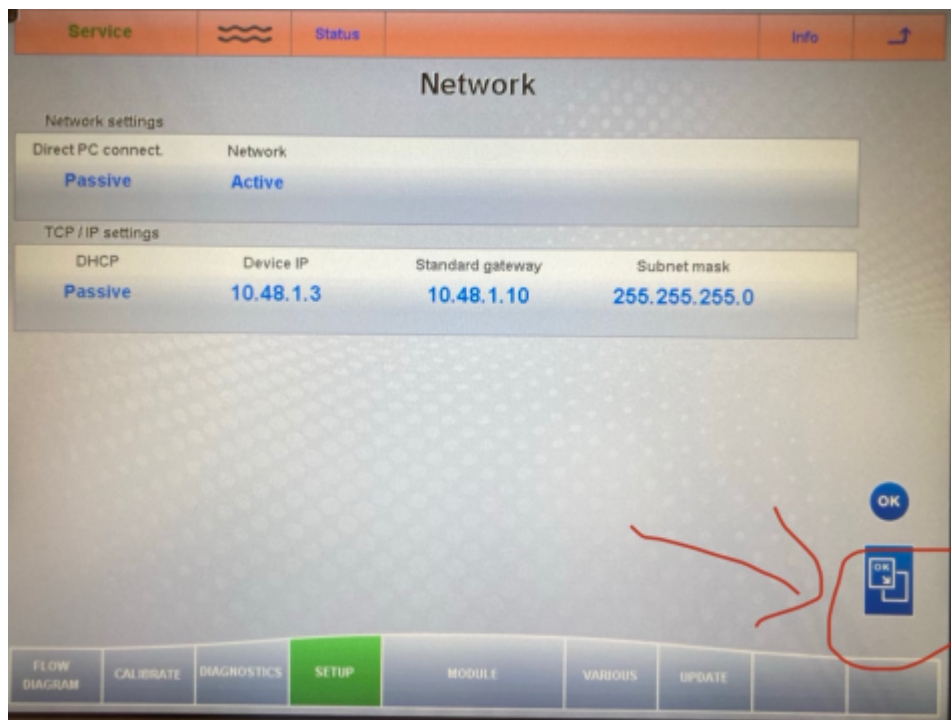 Service Status Info
Network
Network settings
Direct PC connect. Network
Passive Active
TCP / IP settings
DHCP Device IP Standard gateway Subnet mask
Passive 10.48.1.3 10.48.1.10 255.255.255.0
OK
OK
FLOW DIAGRAM CALIBRATE DIAGNOSTICS SETUP MODULE VARIOUS UPDATE